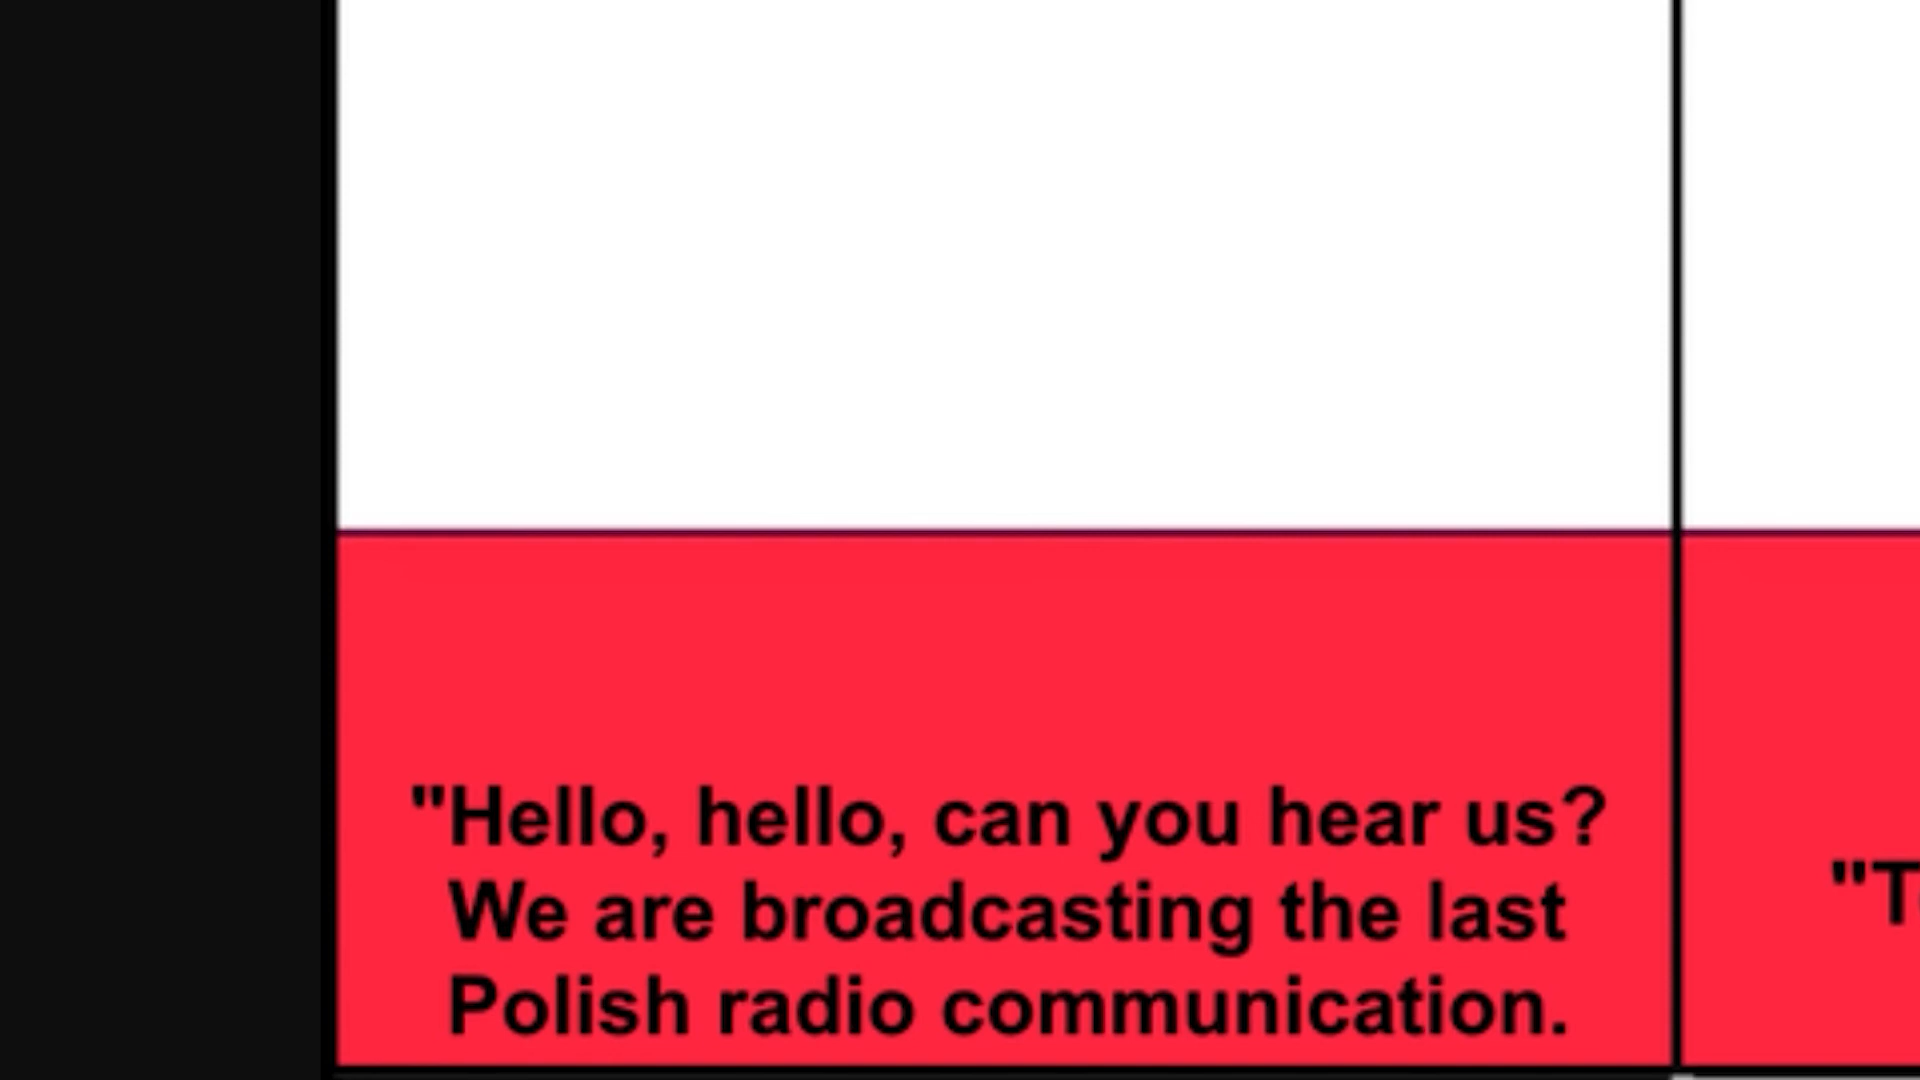 "Hello, hello, can you hear us?
We are broadcasting the last
Polish radio communication.
"T